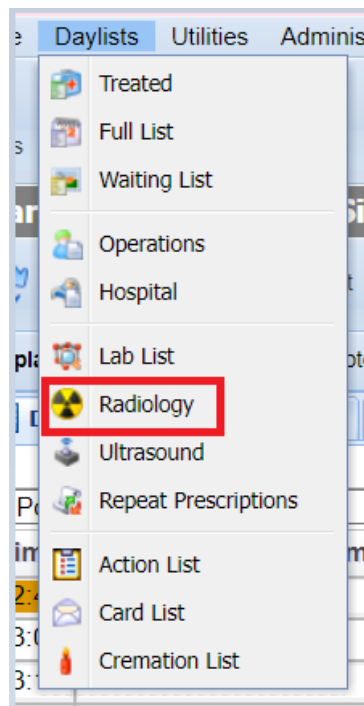 Daylists Utilities
Treated
Full List
Waiting List
Operations
Hospital
Lab List
Radiology
Ultrasound
Repeat Prescriptions
Action List
Card List
Cremation List